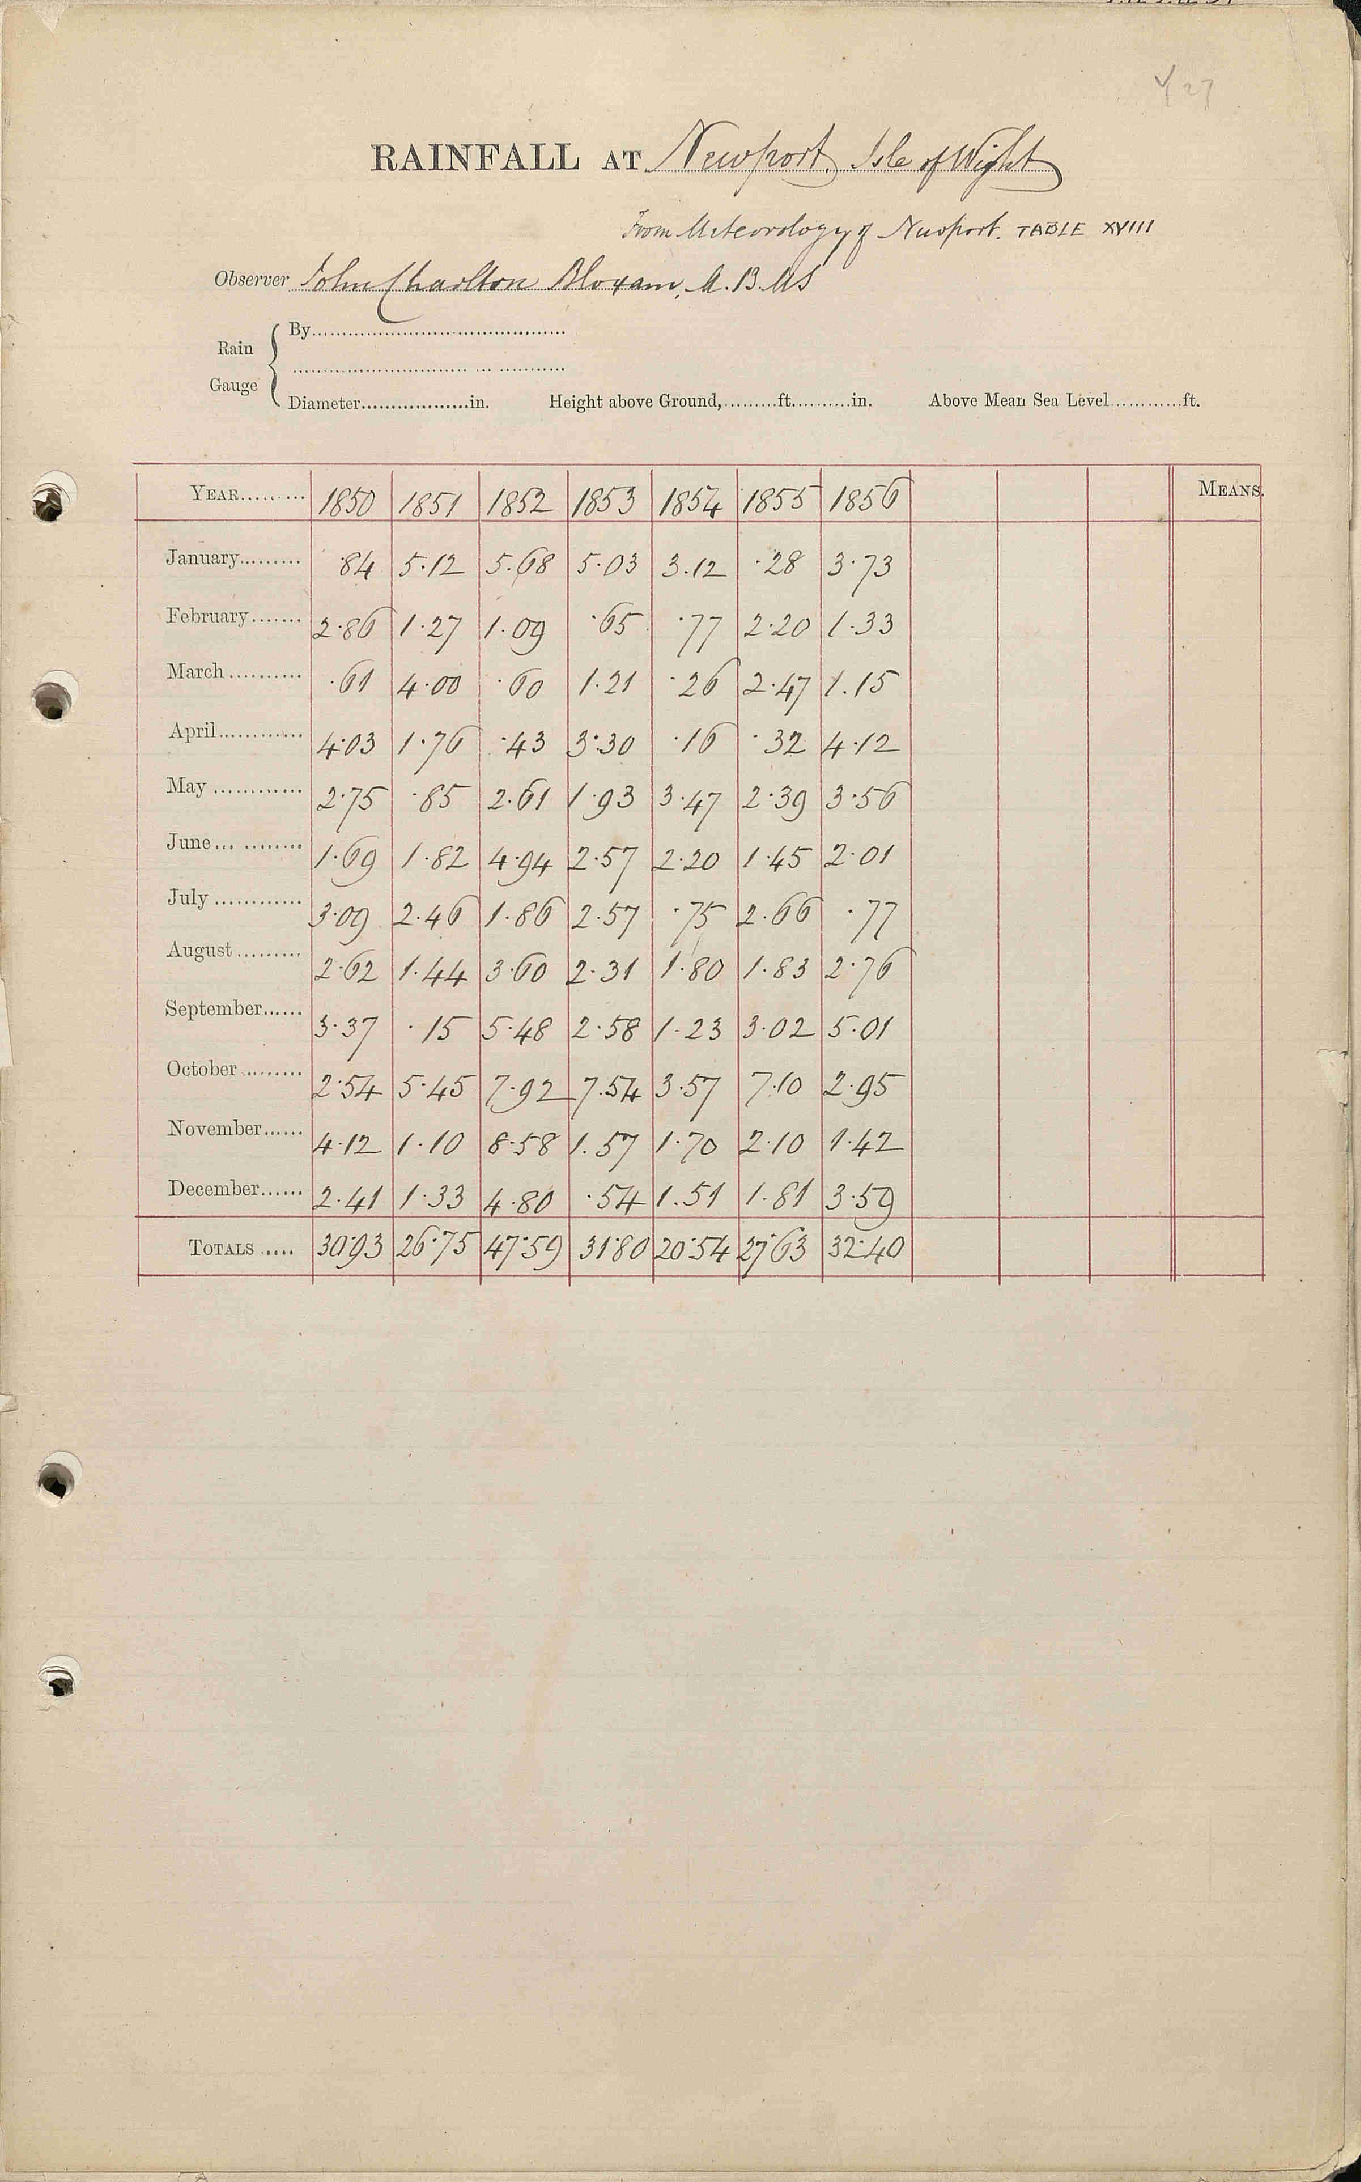 RAINFALL AT Newport, Isle of Wight
From Meteorology of Newport. TABLE XVIII
Observer John Charlton Bloxam,
Rain Gauge
By
Diameter in. Height above Ground, ft. in. Above Mean Sea Level ft.
YEAR 1850 1851 1852 1853 1854 1855 1856 MEANS.
January ·84 5·12 5·68 5·03 3·12 ·28 3·73
February 2·86 1·27 1·09 ·65 ·77 2·20 1·33
March ·61 4·00 ·60 1·21 ·26 2·47 1·15
April 4·03 1·76 ·43 3·30 ·16 ·32 4·12
May 2·75 ·85 2·61 1·93 3·47 2·39 3·56
June 1·69 1·82 4·94 2·57 2·20 1·45 2·01
July 3·09 2·46 1·86 2·57 ·75 2·66 ·77
August 2·62 1·44 3·60 2·31 1·80 1·83 2·76
September 3·37 ·15 5·48 2·58 1·23 3·02 5·01
October 2·54 5·45 7·92 7·54 3·57 7·10 2·95
November 4·12 1·10 8·58 1·57 1·70 2·10 1·42
December 2·41 1·33 4·80 ·54 1·51 1·81 3·59
TOTALS 30·93 26·75 47·59 31·80 20·54 27·63 32·40